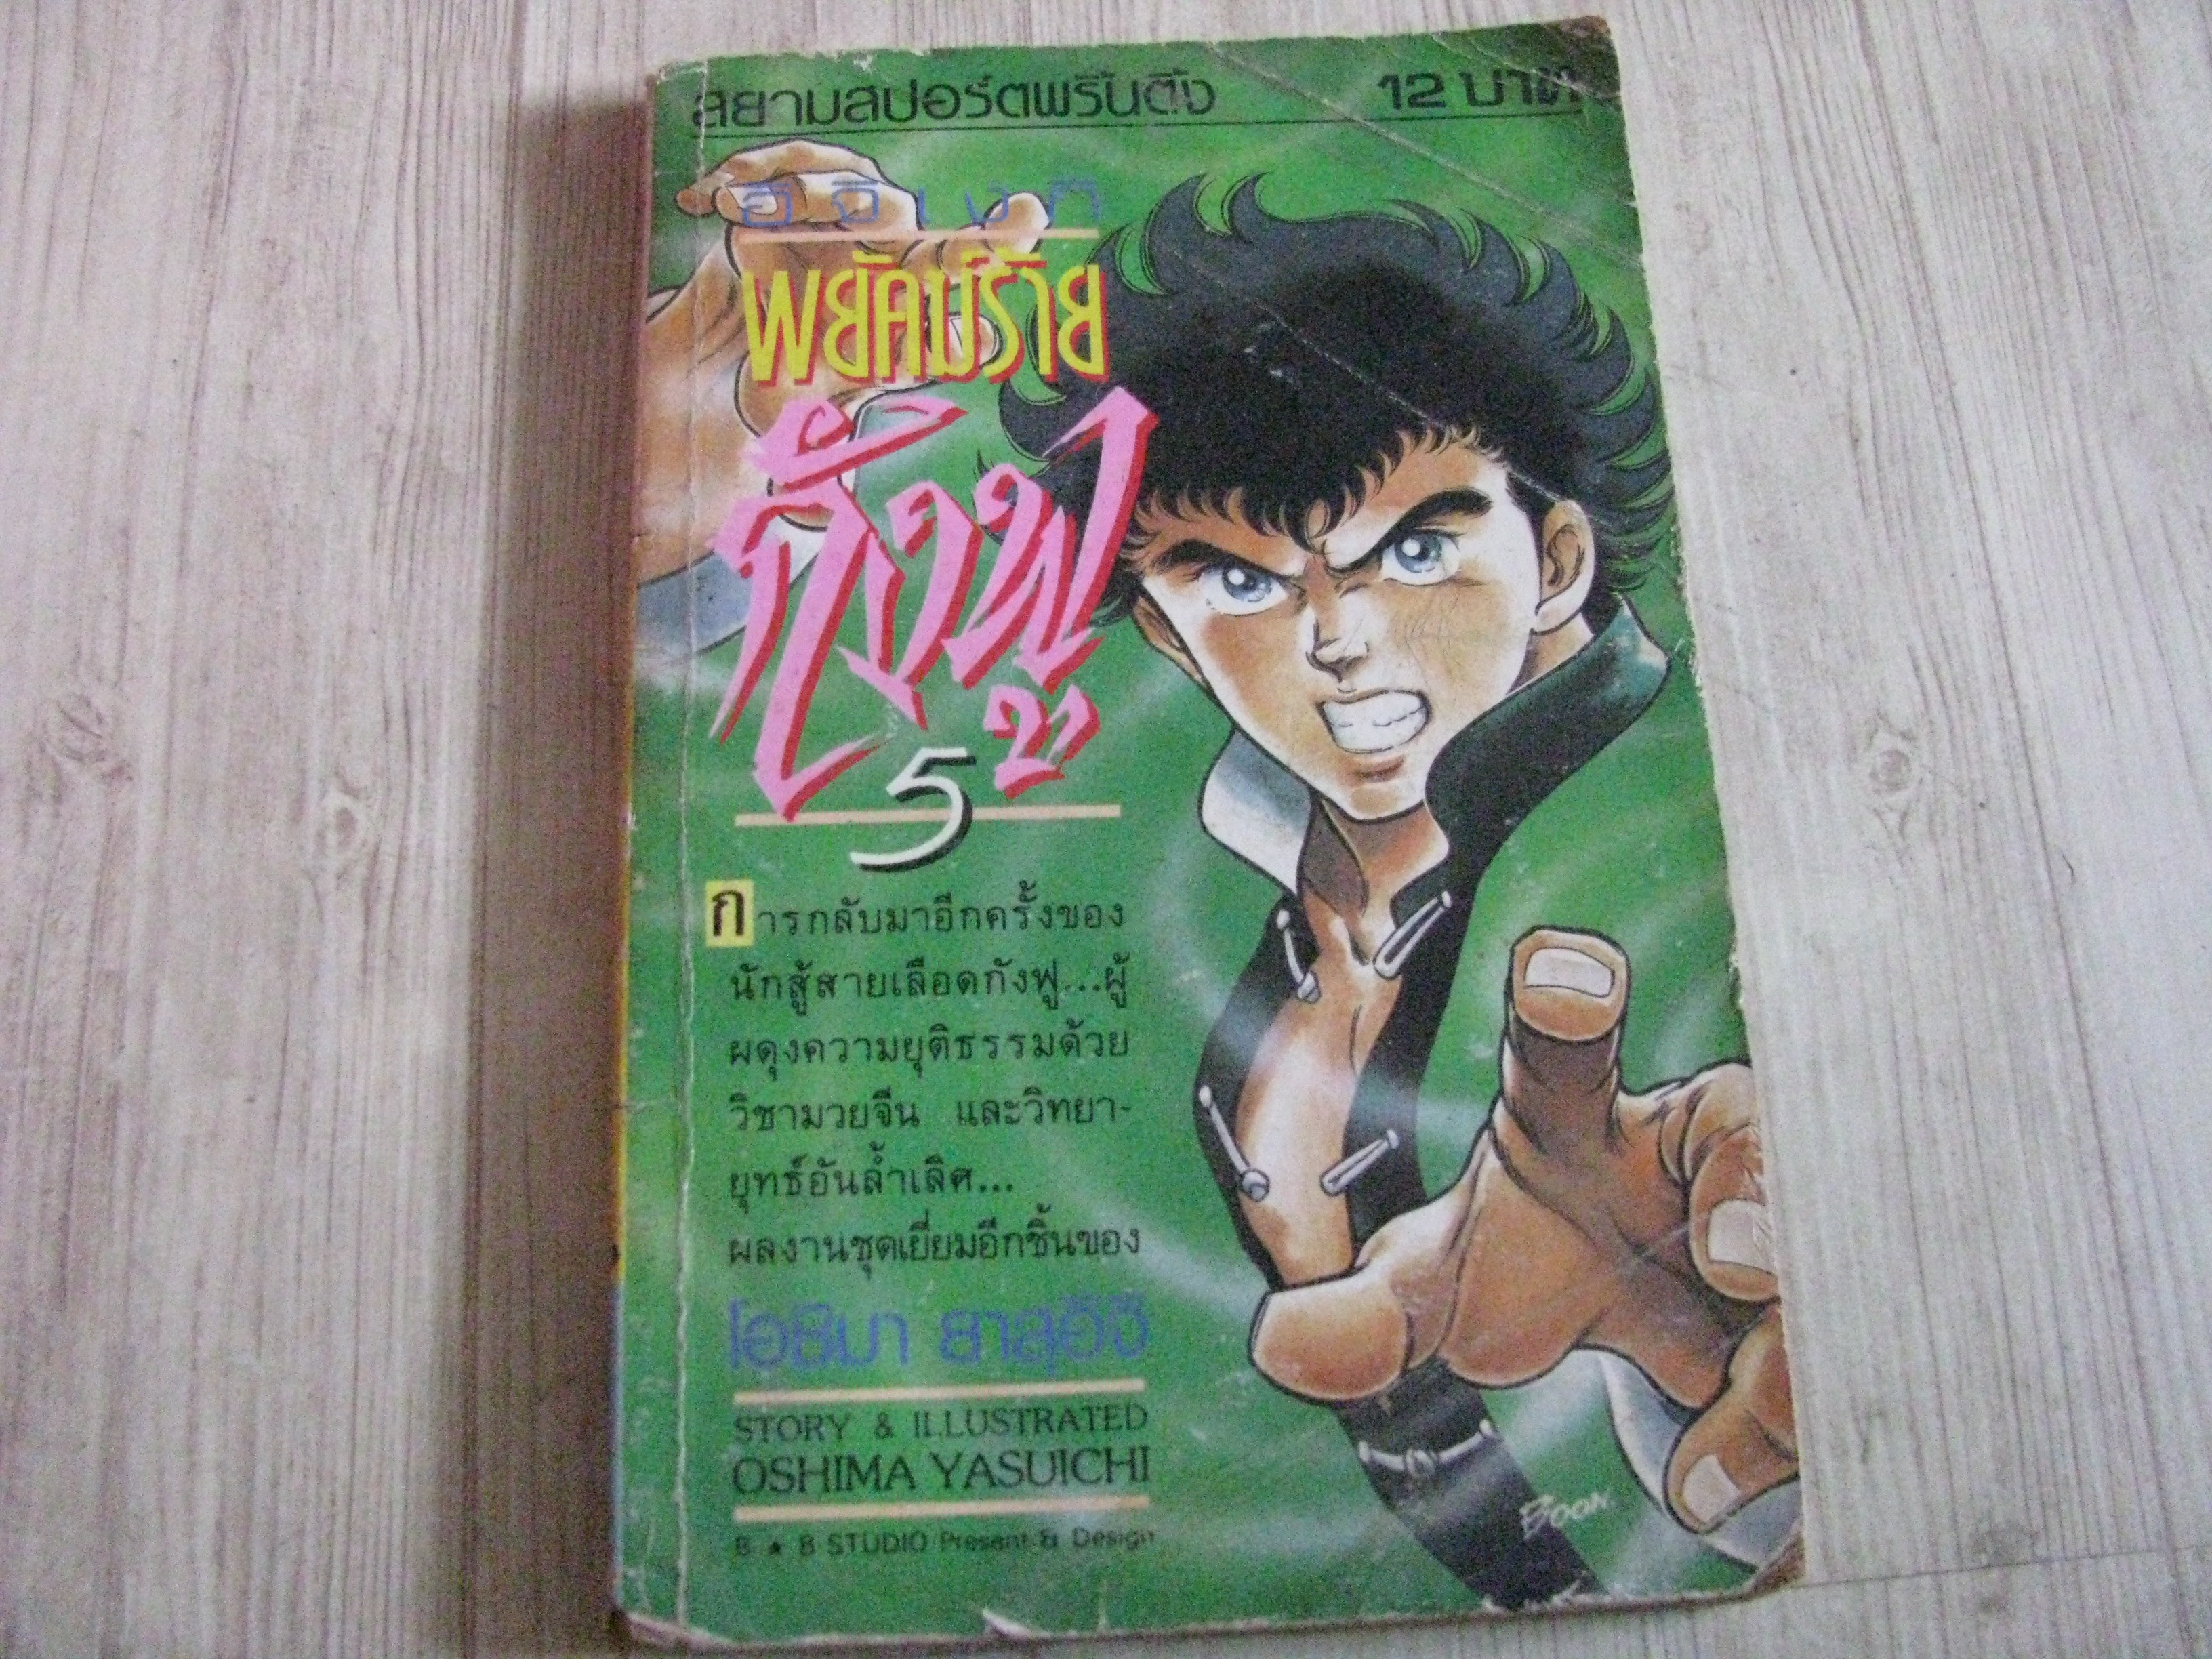 สยามสปอร์ตพริ้นติ้ง 12 บาท
พยัคฆ์ร้าย
กังฟู
5
การกลับมาอีกครั้งของ
นักสู้สายเลือดกังฟู...ผู้
ผดุงความยุติธรรมด้วย
วิชามวยจีน และวิทยา-
ยุทธ์อันล้ำเลิศ...
ผลงานชุดเยี่ยมอีกชิ้นของ
โอชิมา ยาสุอิจิ
STORY & ILLUSTRATED
OSHIMA YASUICHI
B ★ B STUDIO Present & Design
BOON.